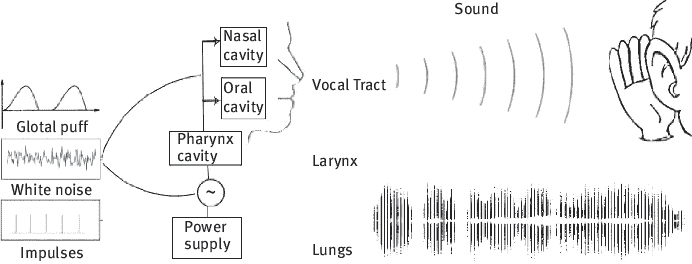 Sound
Nasal
cavity
Oral
cavity
Vocal Tract
Glotal puff
Pharynx
cavity
Larynx
White noise
~
Power
supply
Impulses
Lungs